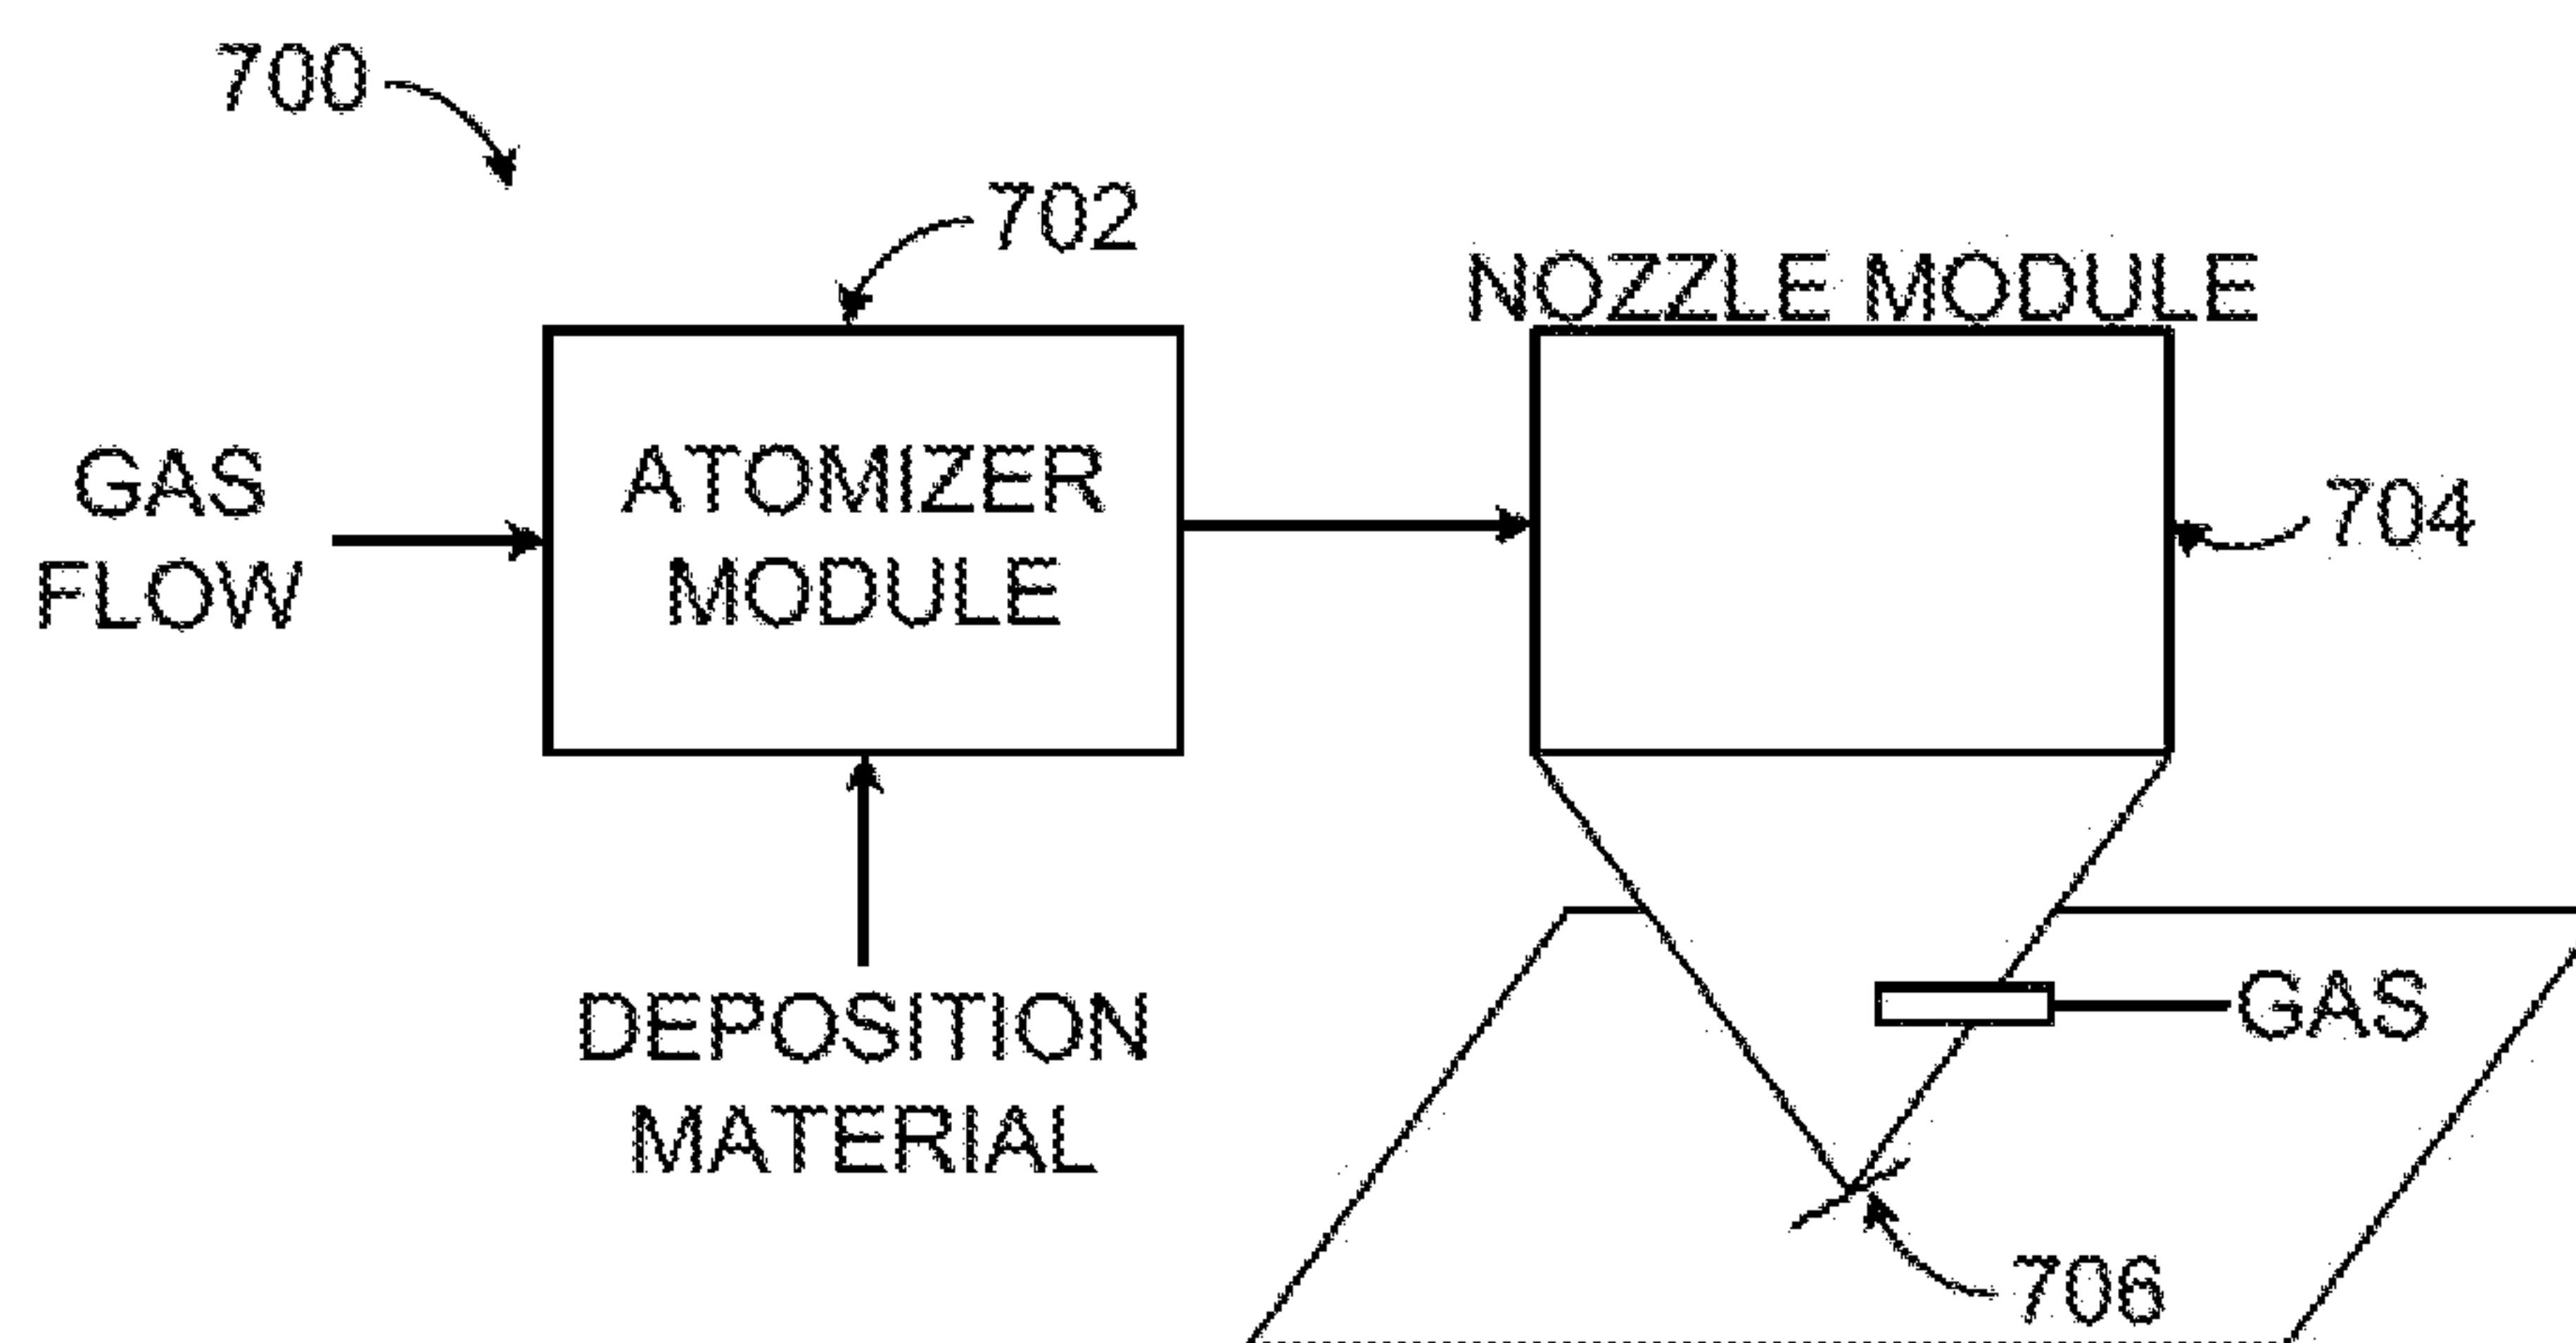 700
702
NOZZLE MODULE
GAS
FLOW
ATOMIZER
MODULE
704
DEPOSITION
MATERIAL
GAS
706